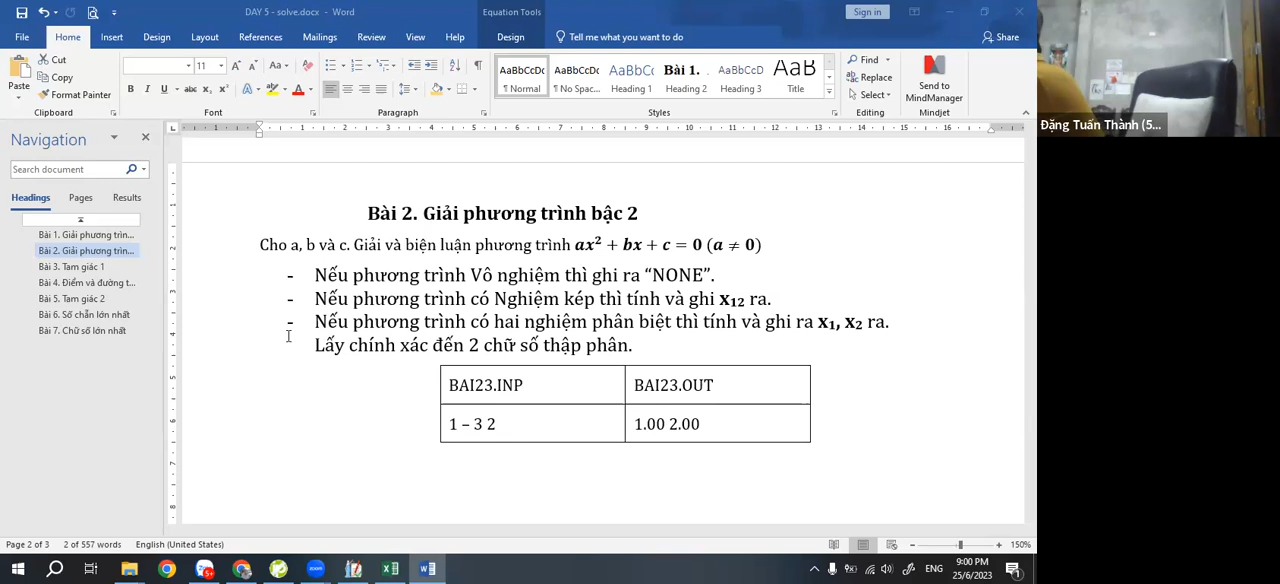 DAY 5 - solve.docx - Word
Equation Tools
Sign in
File Home Insert Design Layout References Mailings Review View Help Design Tell me what you want to do Share
Paste
Cut
Copy
Format Painter
Clipboard
11
Font
Paragraph
AaBbCcDc
¶ Normal
AaBbCcDc
¶ No Spac...
AaBbCc
Heading 1
Bài 1.
Heading 2
AaBbCcD
Heading 3
AaB
Title
Styles
Find
Replace
Select
Editing
Send to
MindManager
Mindjet
Navigation
Search document
Headings Pages Results
Bài 1. Giải phương trìn...
Bài 2. Giải phương trìn...
Bài 3. Tam giác 1
Bài 4. Điểm và đường t...
Bài 5. Tam giác 2
Bài 6. Số chẵn lớn nhất
Bài 7. Chữ số lớn nhất
Bài 2. Giải phương trình bậc 2
Cho a, b và c. Giải và biện luận phương trình ax² + bx + c = 0 (a ≠ 0)
- Nếu phương trình Vô nghiệm thì ghi ra “NONE”.
- Nếu phương trình có Nghiệm kép thì tính và ghi x₁₂ ra.
- Nếu phương trình có hai nghiệm phân biệt thì tính và ghi ra x₁, x₂ ra.
Lấy chính xác đến 2 chữ số thập phân.
BAI23.INP BAI23.OUT
1 – 3 2 1.00 2.00
Page 2 of 3 2 of 557 words English (United States) 150%
ENG
9:00 PM
25/6/2023
Đặng Tuấn Thành (5...